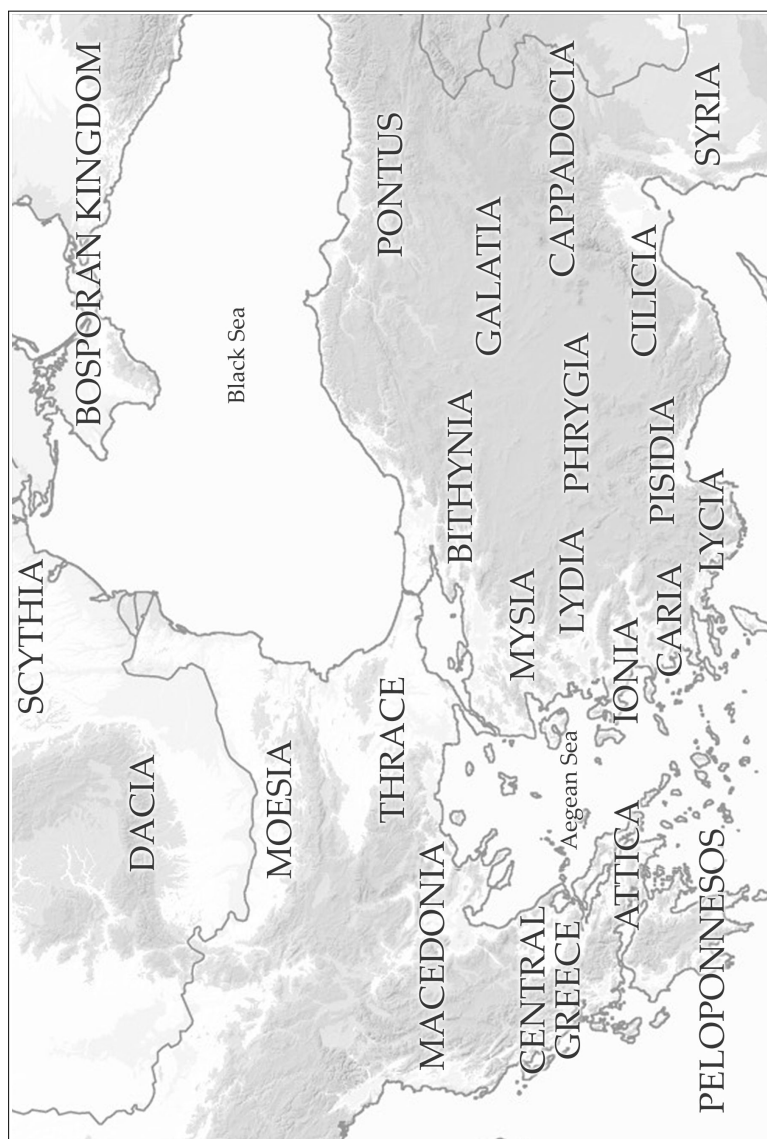 SCYTHIA
BOSPORAN KINGDOM
DACIA
Black Sea
MOESIA
THRACE
PONTUS
MACEDONIA
BITHYNIA
GALATIA
MYSIA
CENTRAL
GREECE
Aegean Sea
LYDIA
PHRYGIA
CAPPADOCIA
ATTICA
IONIA
CILICIA
CARIA
PISIDIA
PELOPONNESOS
LYCIA
SYRIA